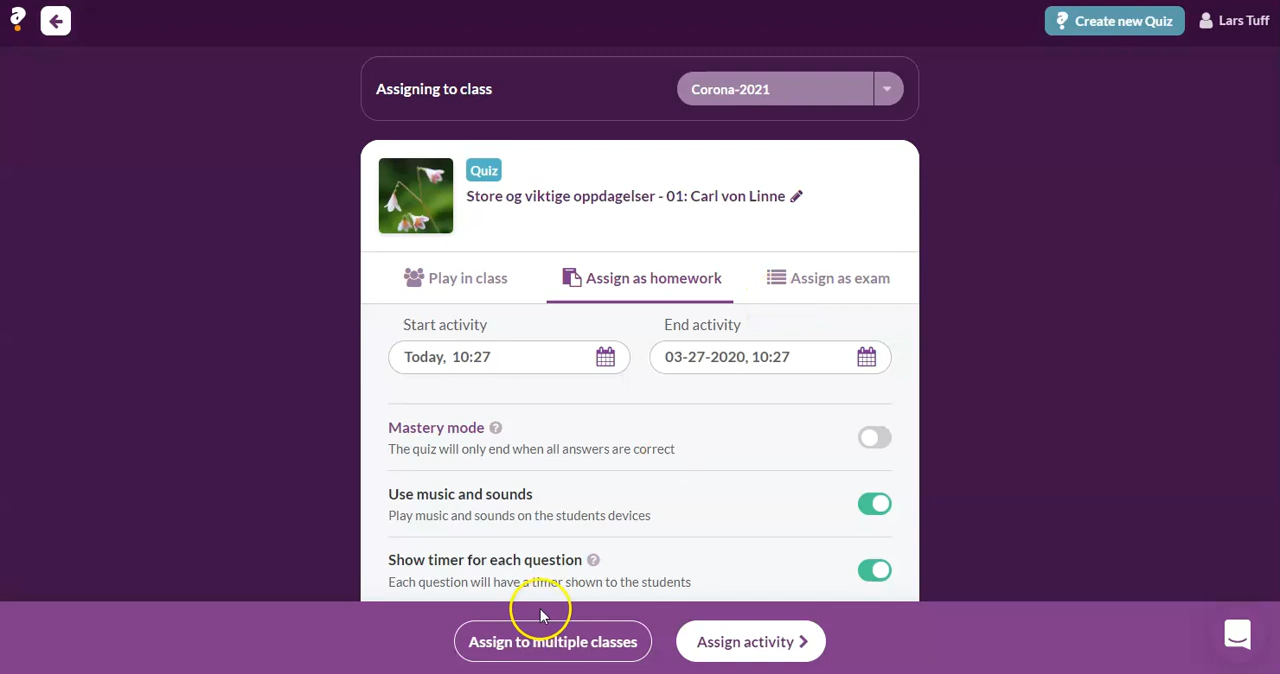 Create new Quiz
Lars Tuff
Assigning to class
Corona-2021
Quiz
Store og viktige oppdagelser - 01: Carl von Linne
Play in class
Assign as homework
Assign as exam
Start activity
End activity
Today, 10:27
03-27-2020, 10:27
Mastery mode ?
The quiz will only end when all answers are correct
Use music and sounds
Play music and sounds on the students devices
Show timer for each question ?
Each question will have a timer shown to the students
Assign to multiple classes
Assign activity